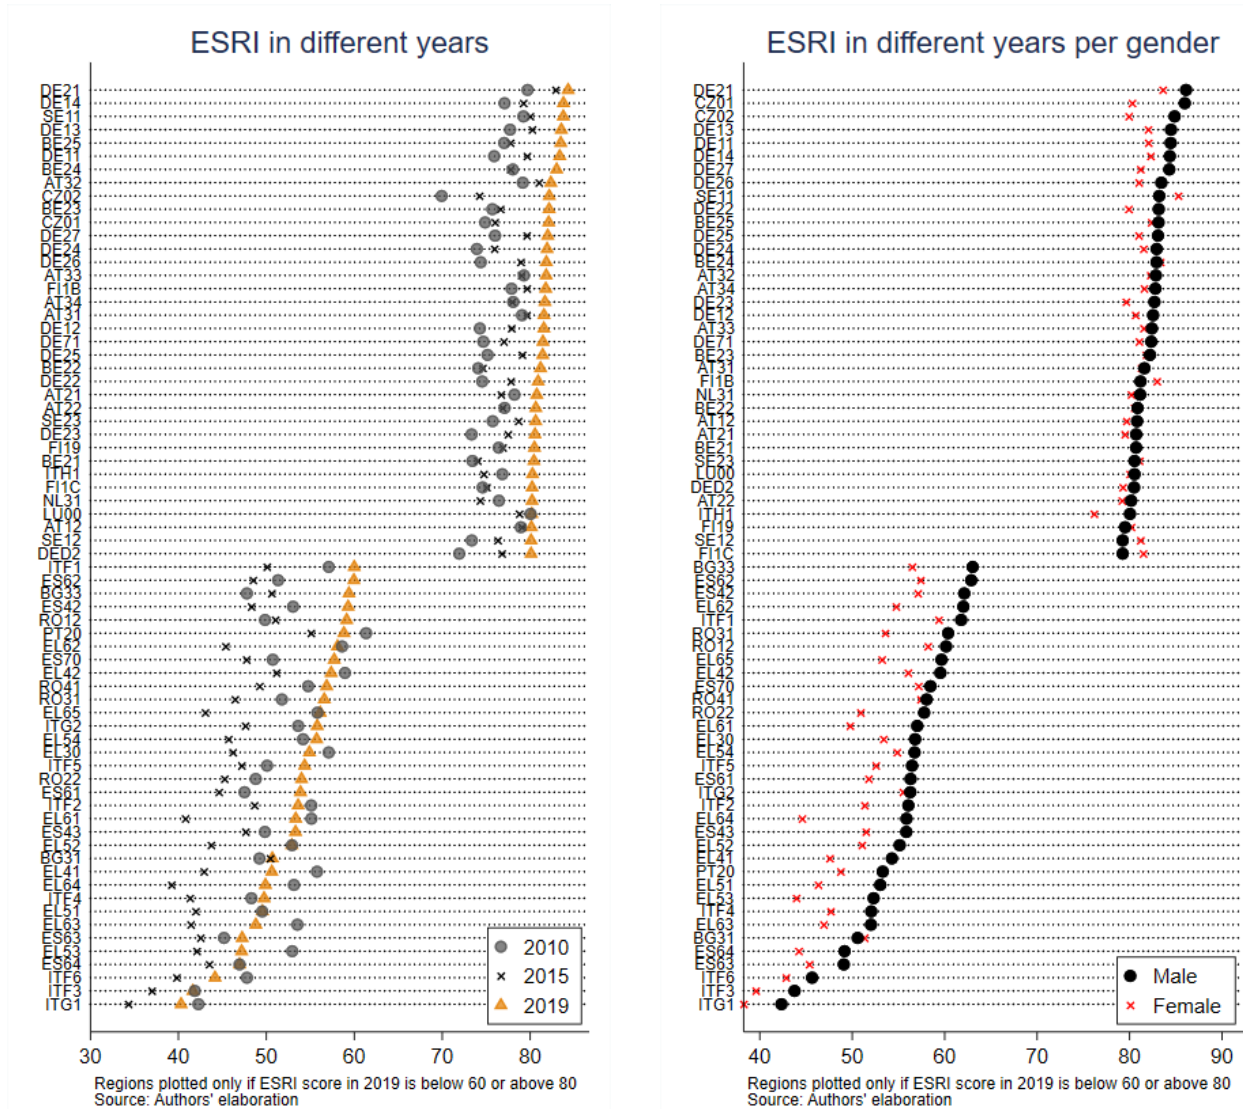 ESRI in different years
DE21
DE14
SE11
DE13
BE25
DE11
BE24
AT32
CZ02
BE23
CZ01
DE27
DE24
DE26
AT33
FI1B
AT34
AT31
DE12
DE71
DE25
BE22
DE22
AT21
AT22
SE23
DE23
FI19
BE21
ITH1
FI1C
NL31
LU00
AT12
SE12
DED2
ITF1
ES62
BG33
ES42
RO12
PT20
EL62
ES70
EL42
RO41
RO31
EL65
ITG2
EL54
EL30
ITF5
RO22
ES61
ITF2
EL61
ES43
EL52
BG31
EL41
EL64
ITF4
EL51
EL63
ES63
EL53
ES64
ITF6
ITF3
ITG1
2010
2015
2019
30 40 50 60 70 80
Regions plotted only if ESRI score in 2019 is below 60 or above 80
Source: Authors' elaboration
ESRI in different years per gender
DE21
CZ01
CZ02
DE13
DE11
DE14
DE27
DE26
SE11
DE22
BE25
DE25
DE24
BE24
AT32
AT34
DE23
DE12
AT33
DE71
BE23
AT31
FI1B
NL31
BE22
AT12
AT21
BE21
SE23
LU00
DED2
AT22
ITH1
FI19
SE12
FI1C
BG33
ES62
ES42
EL62
ITF1
RO31
RO12
EL65
EL42
ES70
RO41
RO22
EL61
EL30
EL54
ITF5
ES61
ITG2
ITF2
EL64
ES43
EL52
EL41
PT20
EL51
EL53
ITF4
EL63
BG31
ES64
ES63
ITF6
ITF3
ITG1
Male
Female
40 50 60 70 80 90
Regions plotted only if ESRI score in 2019 is below 60 or above 80
Source: Authors' elaboration